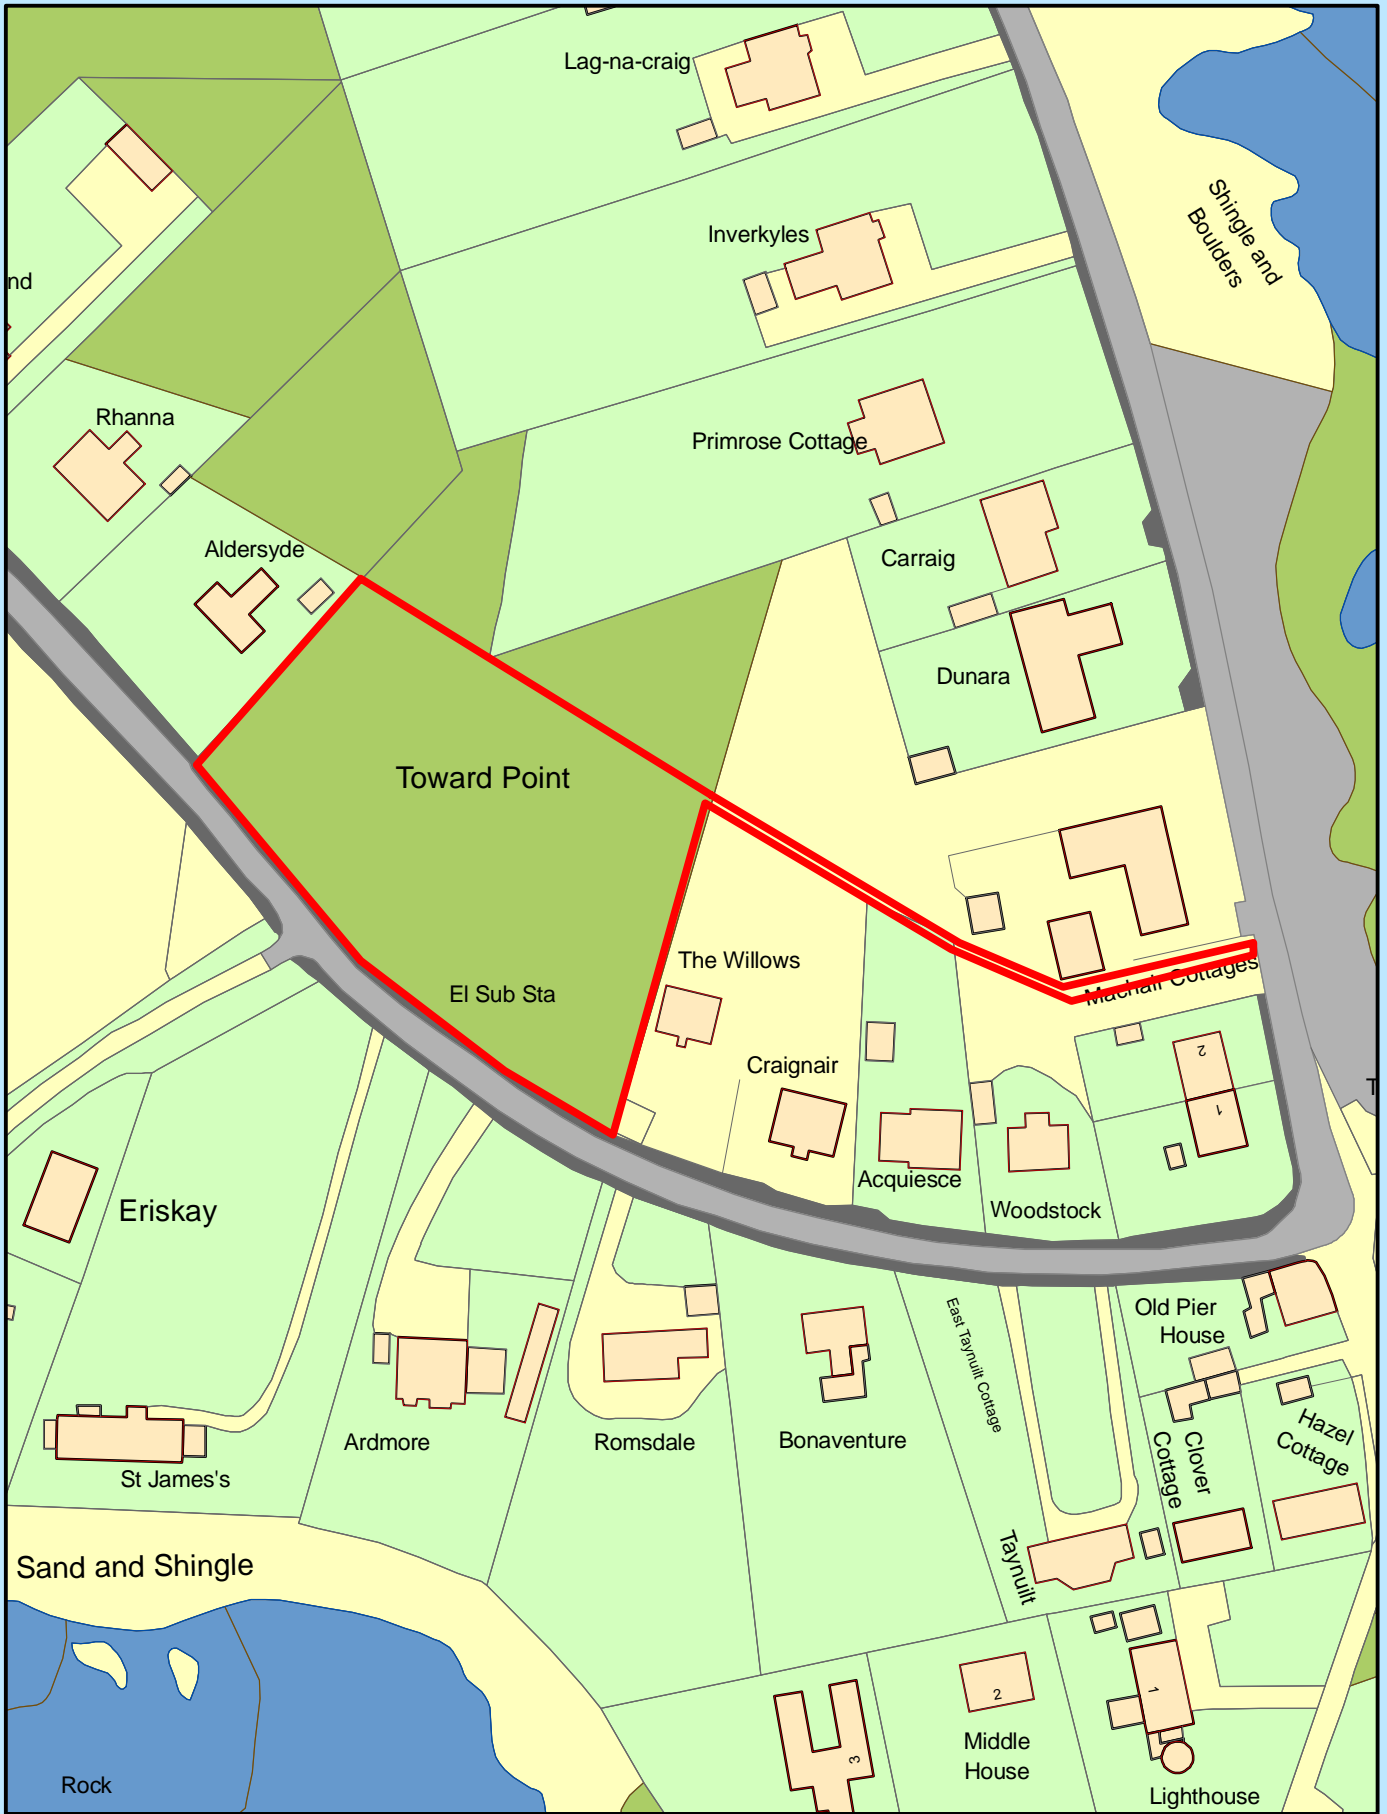 Lag-na-craig
Shingle and
Boulders
Inverkyles
nd
Rhanna
Primrose Cottage
Aldersyde
Carraig
Dunara
Toward Point
The Willows
Machair Cottages
El Sub Sta
2
Craignair
T
1
Acquiesce
Eriskay
Woodstock
Old Pier
House
East Taynuilt Cottage
Hazel
Cottage
Ardmore
Romsdale
Bonaventure
Clover
Cottage
St James's
Sand and Shingle
Taynuilt
2
1
Middle
House
3
Rock
Lighthouse